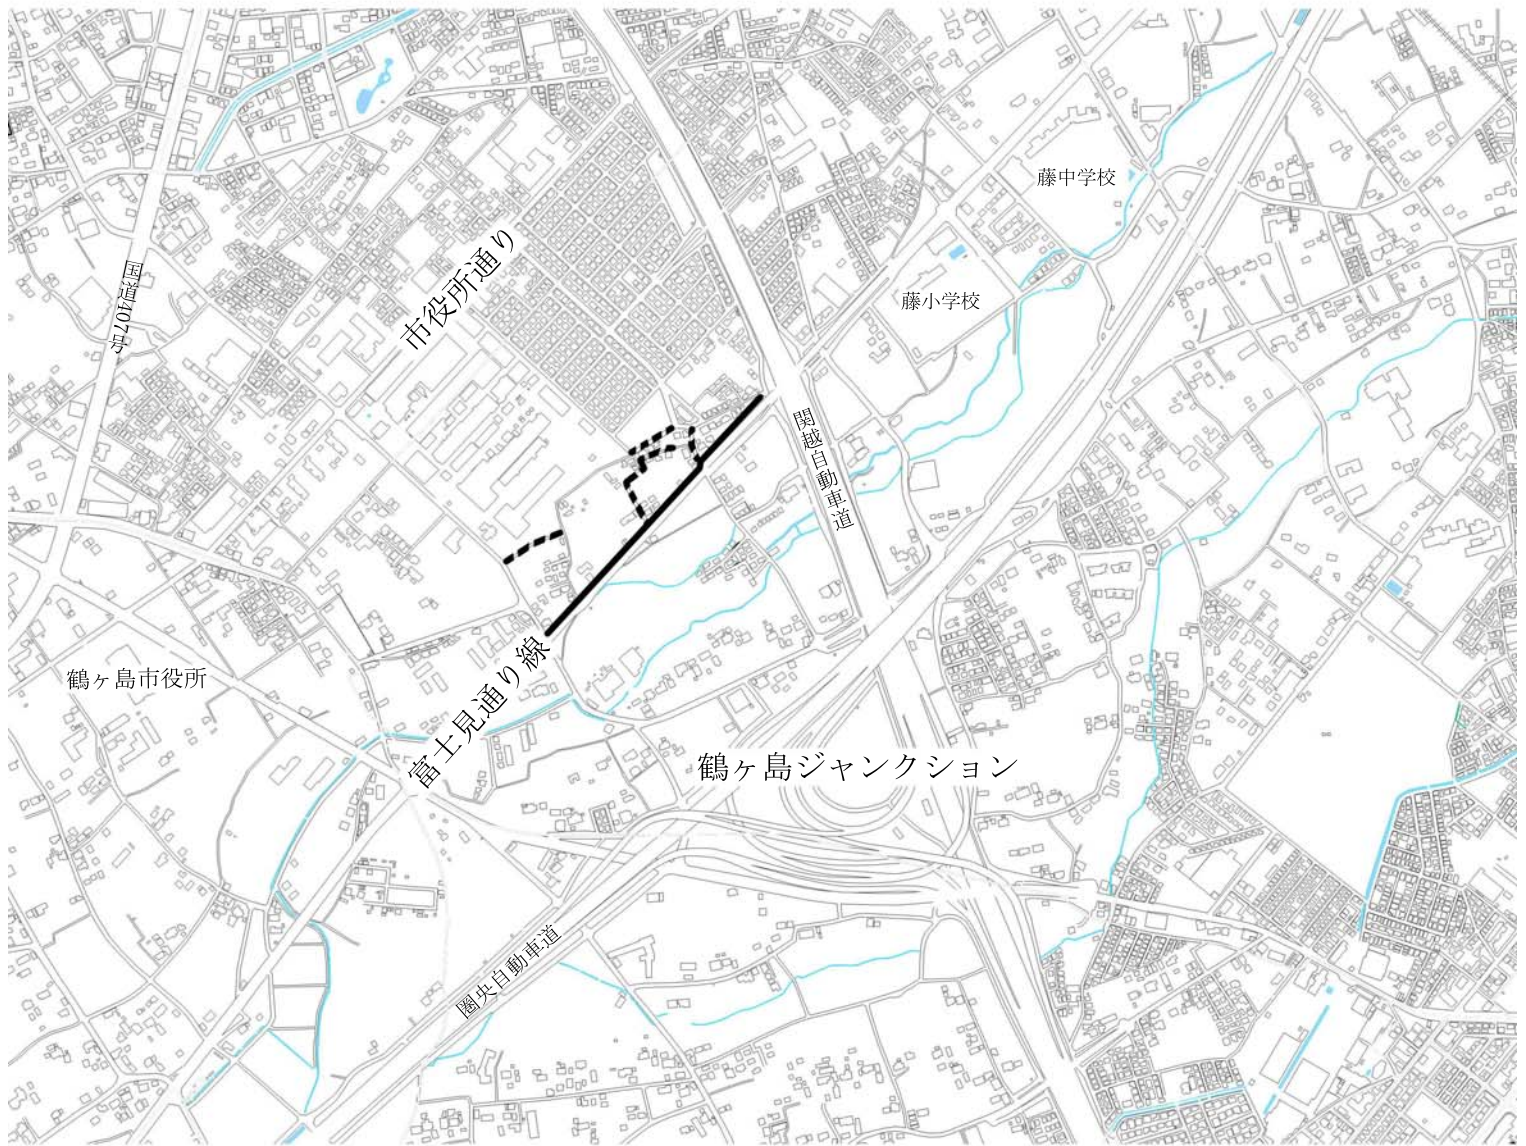 藤中学校
市役所通り
国道407号
藤小学校
関越自動車道
鶴ヶ島市役所
富士見通り線
鶴ヶ島ジャンクション
圏央自動車道